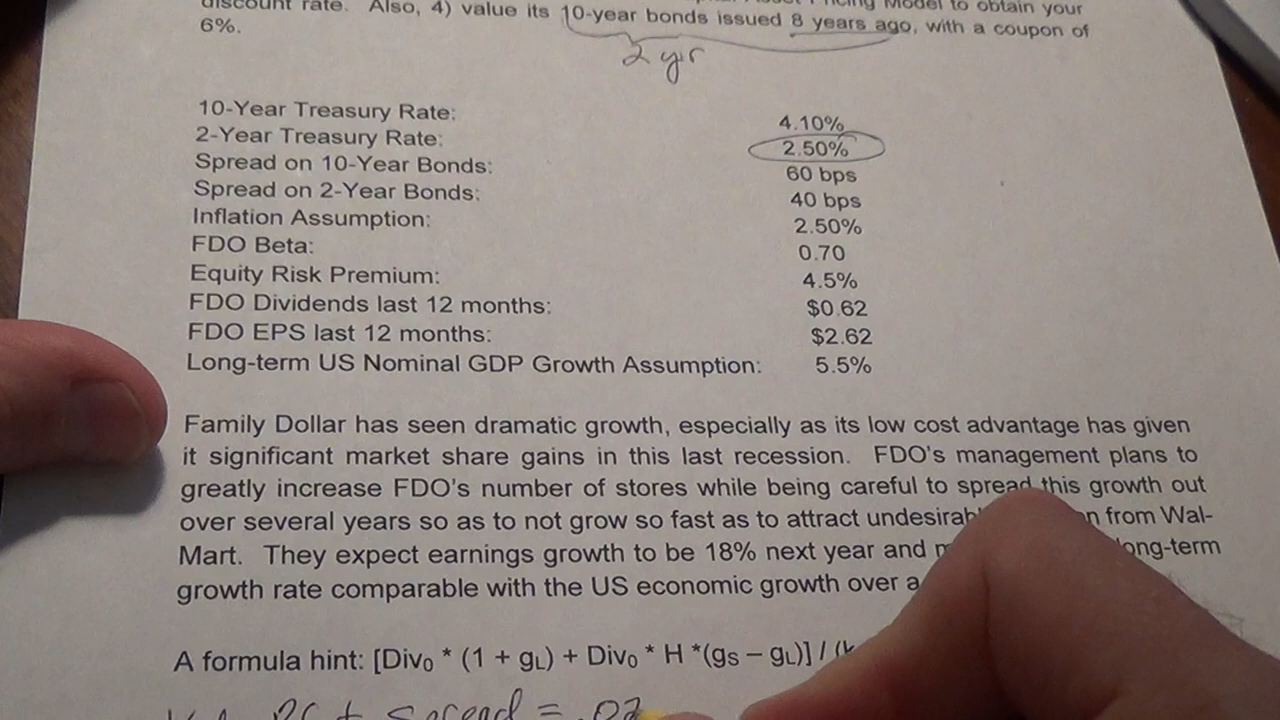 discount rate. Also, 4) value its 10-year bonds issued 8 years ago, with a coupon of
6%.
2 yr
10-Year Treasury Rate: 4.10%
2-Year Treasury Rate: 2.50%
Spread on 10-Year Bonds: 60 bps
Spread on 2-Year Bonds: 40 bps
Inflation Assumption: 2.50%
FDO Beta: 0.70
Equity Risk Premium: 4.5%
FDO Dividends last 12 months: $0.62
FDO EPS last 12 months: $2.62
Long-term US Nominal GDP Growth Assumption: 5.5%
Family Dollar has seen dramatic growth, especially as its low cost advantage has given
it significant market share gains in this last recession. FDO's management plans to
greatly increase FDO's number of stores while being careful to spread this growth out
over several years so as to not grow so fast as to attract from Wal-
Mart. They expect earnings growth to be 18% next year and
growth rate comparable with the US economic growth over
A formula hint: [Div₀ * (1 + gL) + Div₀ * H *(gS – gL)] / (
+ Spread = .02